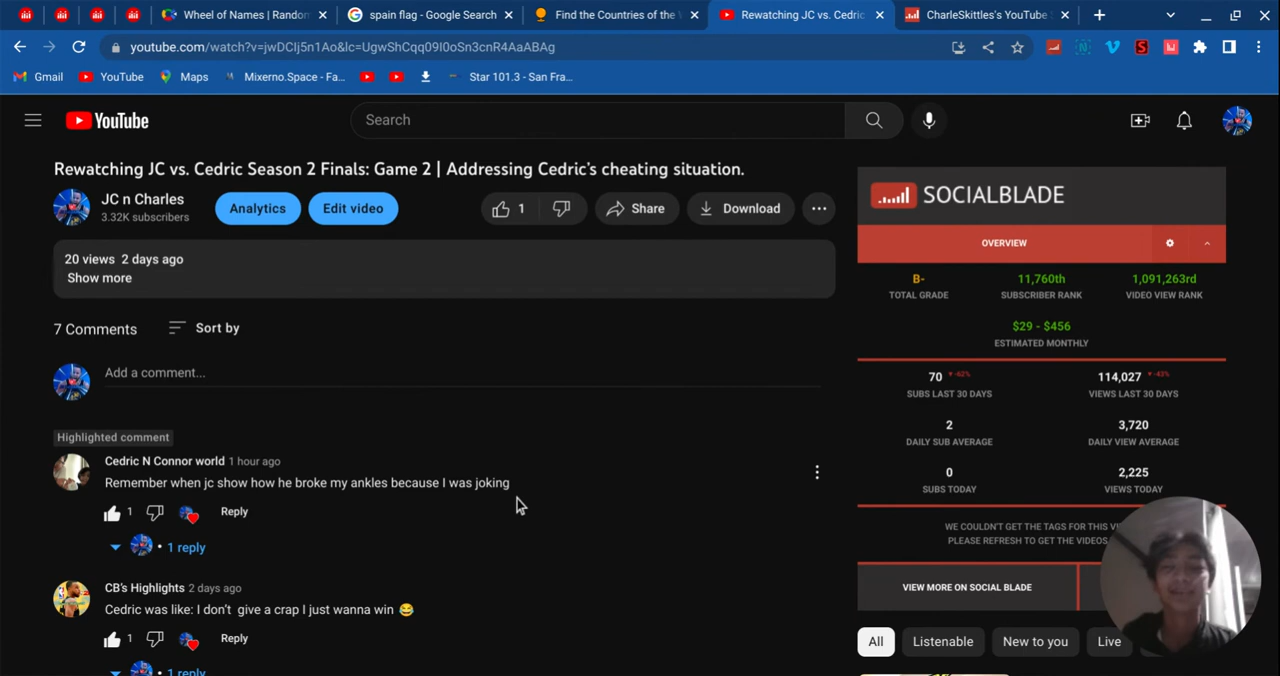 Wheel of Names | Random
spain flag - Google Search
Find the Countries of the
Rewatching JC vs. Cedric
CharleSkittles's YouTube S
youtube.com/watch?v=jwDCIj5n1Ao&lc=UgwShCqq09I0oSn3cnR4AaABAg
Gmail
YouTube
Maps
Mixerno.Space - Fa...
Star 101.3 - San Fra...
YouTube
Search
Rewatching JC vs. Cedric Season 2 Finals: Game 2 | Addressing Cedric's cheating situation.
JC n Charles
3.32K subscribers
Analytics
Edit video
1
Share
Download
20 views 2 days ago
Show more
7 Comments
Sort by
Add a comment...
Highlighted comment
Cedric N Connor world 1 hour ago
Remember when jc show how he broke my ankles because I was joking
1
Reply
1 reply
CB's Highlights 2 days ago
Cedric was like: I don't give a crap I just wanna win 😂
1
Reply
1 reply
SOCIALBLADE
OVERVIEW
B-
11,760th
1,091,263rd
TOTAL GRADE
SUBSCRIBER RANK
VIDEO VIEW RANK
$29 - $456
ESTIMATED MONTHLY
70 -62%
114,027 -43%
SUBS LAST 30 DAYS
VIEWS LAST 30 DAYS
2
3,720
DAILY SUB AVERAGE
DAILY VIEW AVERAGE
0
2,225
SUBS TODAY
VIEWS TODAY
WE COULDN'T GET THE TAGS FOR THIS VI
PLEASE REFRESH TO GET THE VIDEOS
VIEW MORE ON SOCIAL BLADE
All
Listenable
New to you
Live